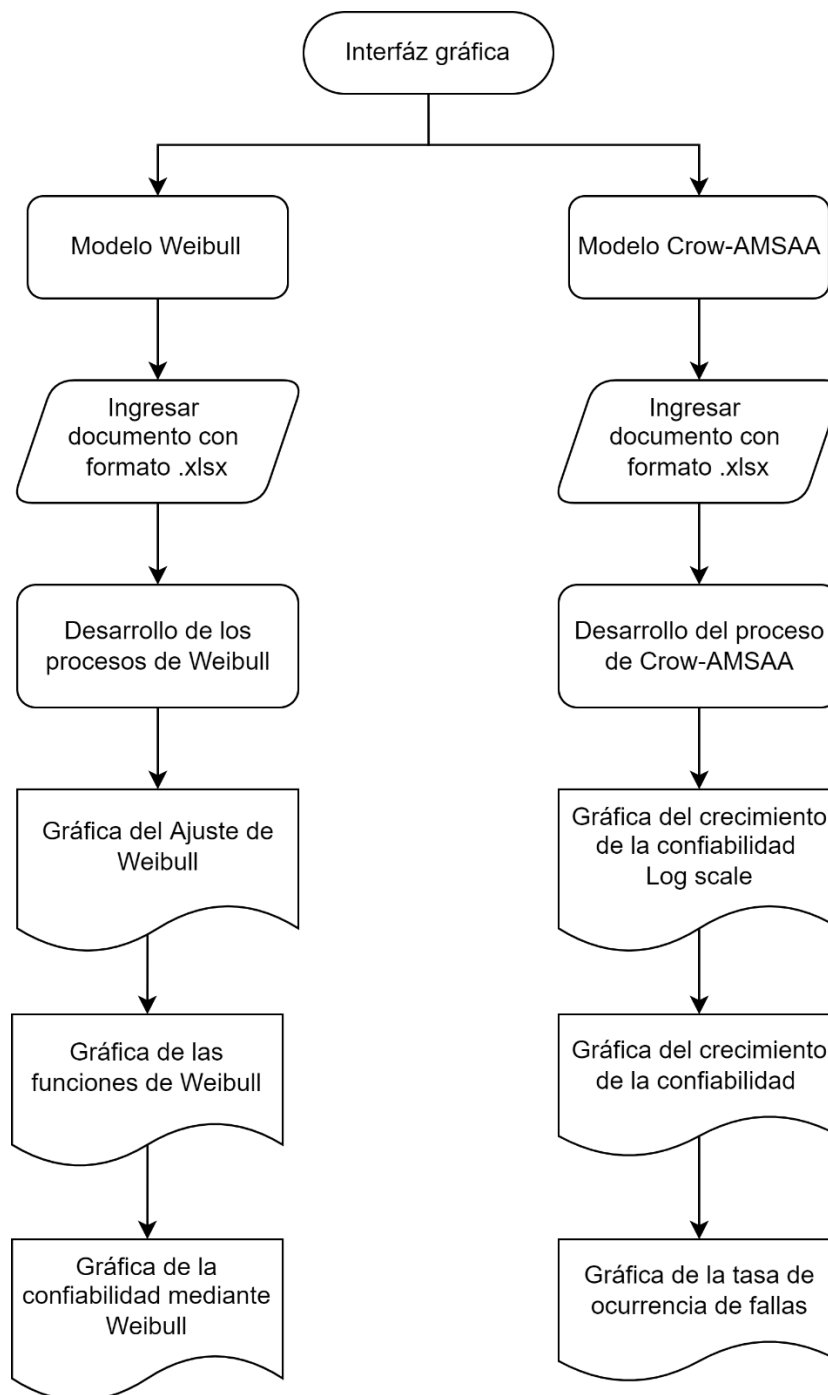 Interfáz gráfica
Modelo Weibull
Modelo Crow-AMSAA
Ingresar
documento con
formato .xlsx
Ingresar
documento con
formato .xlsx
Desarrollo de los
procesos de Weibull
Desarrollo del proceso
de Crow-AMSAA
Gráfica del Ajuste de
Weibull
Gráfica del crecimiento
de la confiabilidad
Log scale
Gráfica de las
funciones de Weibull
Gráfica del crecimiento
de la confiabilidad
Gráfica de la
confiabilidad mediante
Weibull
Gráfica de la tasa de
ocurrencia de fallas